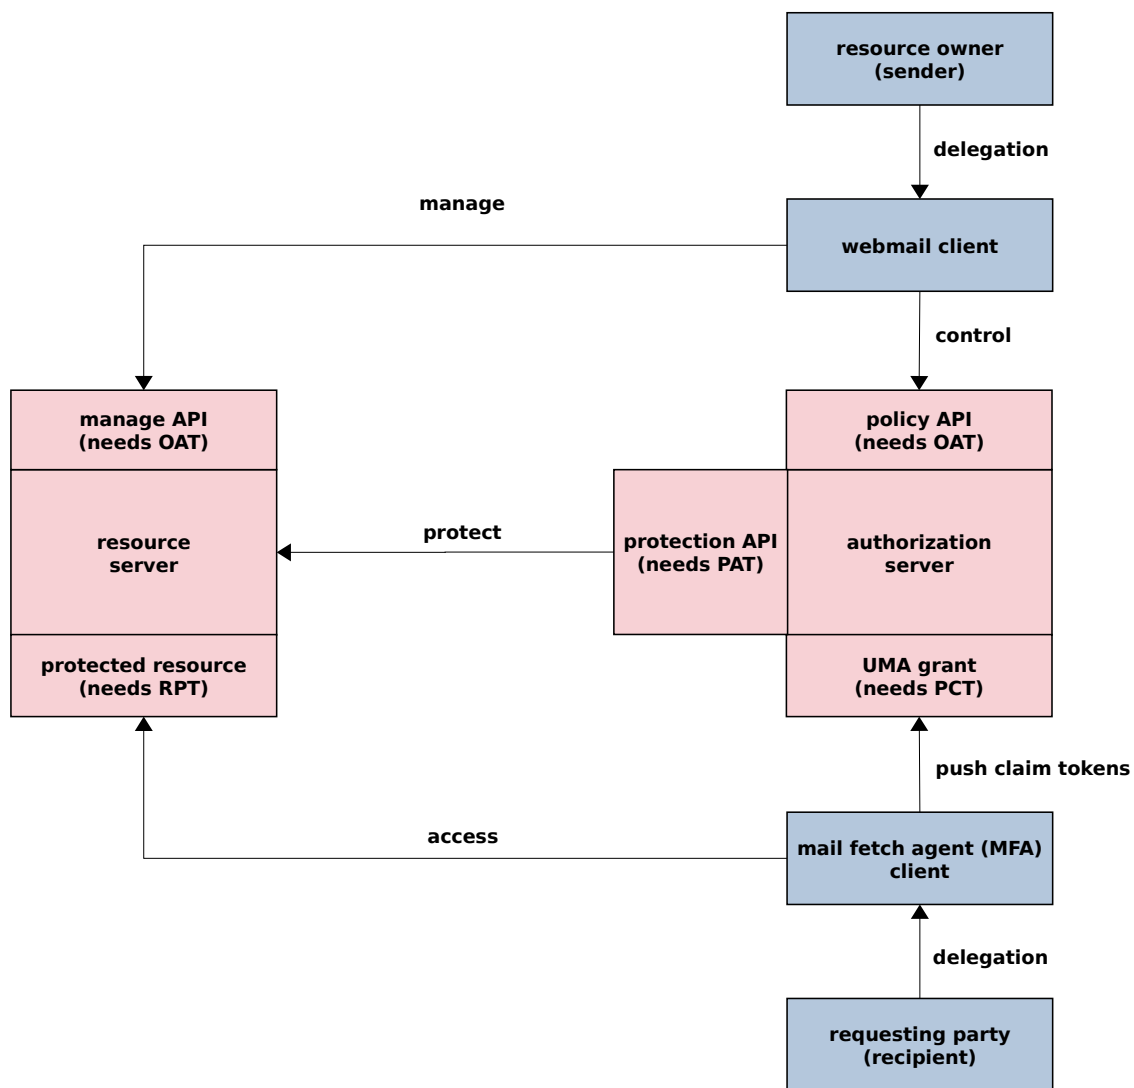 resource owner
(sender)
delegation
manage
webmail client
control
manage API
(needs OAT)
policy API
(needs OAT)
resource
server
protect
protection API
(needs PAT)
authorization
server
protected resource
(needs RPT)
UMA grant
(needs PCT)
push claim tokens
access
mail fetch agent (MFA)
client
delegation
requesting party
(recipient)